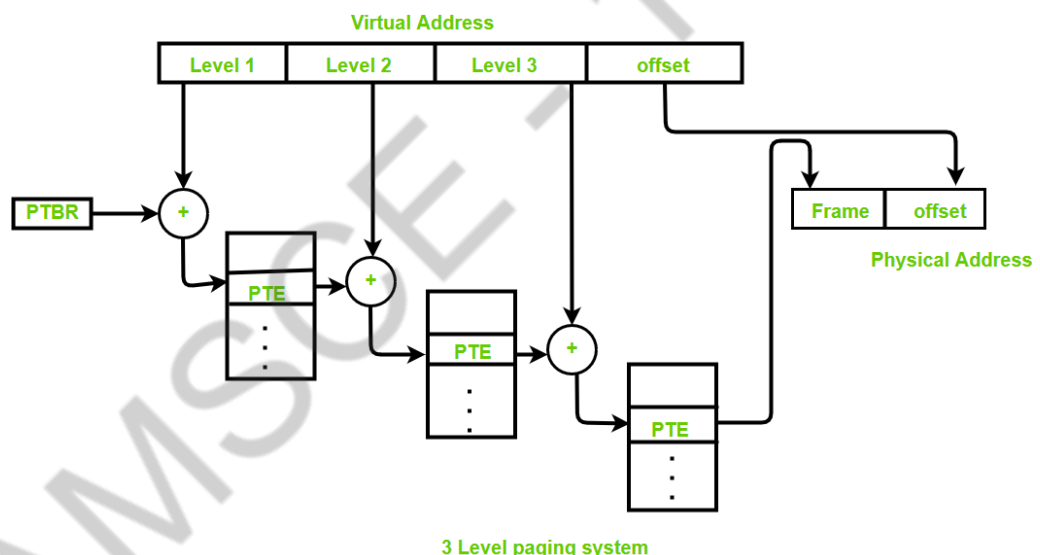 Virtual Address
Level 1 Level 2 Level 3 offset
PTBR + Frame offset
Physical Address
PTE +
PTE +
PTE
3 Level paging system